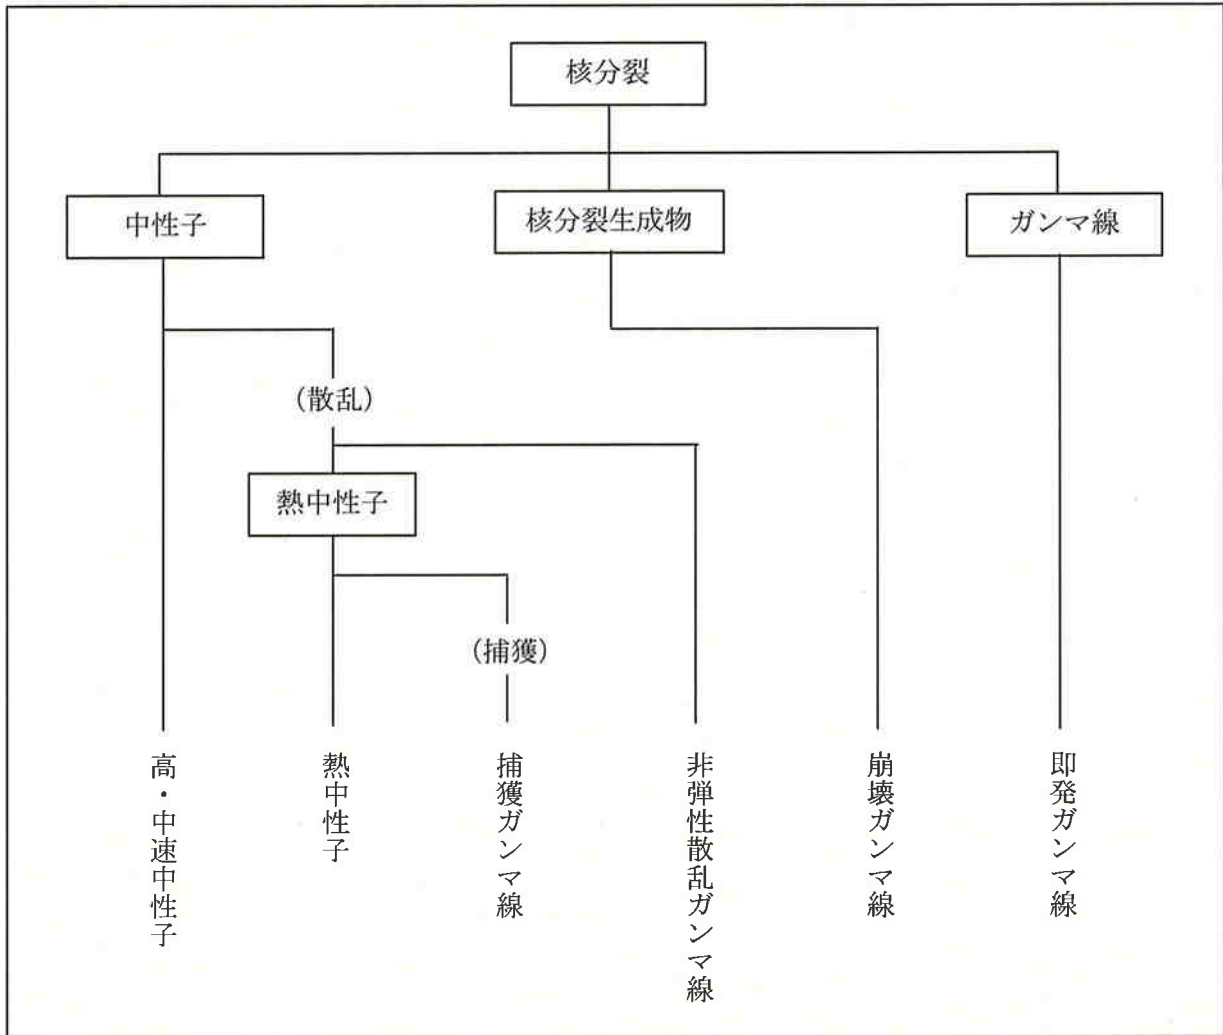 核分裂
中性子
核分裂生成物
ガンマ線
(散乱)
熱中性子
(捕獲)
高・中速中性子
熱中性子
捕獲ガンマ線
非弾性散乱ガンマ線
崩壊ガンマ線
即発ガンマ線